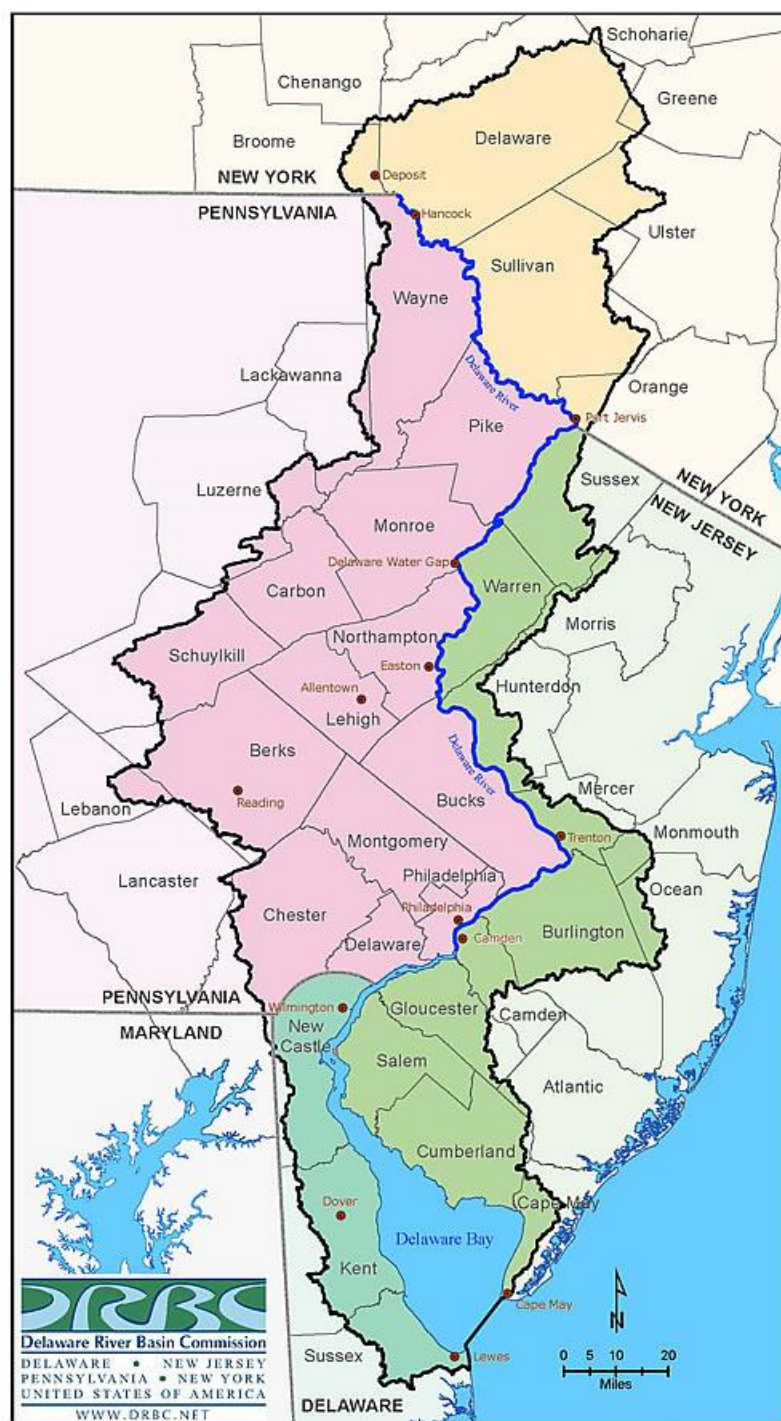 Schoharie
Chenango
Greene
Broome
Delaware
NEW YORK
Deposit
PENNSYLVANIA
Hancock
Ulster
Sullivan
Wayne
Lackawanna
Delaware River
Orange
Port Jervis
Pike
Sussex
NEW YORK
NEW JERSEY
Luzerne
Monroe
Delaware Water Gap
Warren
Carbon
Morris
Northampton
Schuylkill
Easton
Hunterdon
Allentown
Lehigh
Berks
Delaware River
Reading
Bucks
Mercer
Lebanon
Trenton
Monmouth
Montgomery
Lancaster
Philadelphia
Ocean
Chester
Philadelphia
Delaware
Camden
Burlington
PENNSYLVANIA
Wilmington
Gloucester
MARYLAND
New
Castle
Camden
Salem
Atlantic
Cumberland
Dover
Cape May
Delaware Bay
Kent
Cape May
N
DRBC
Delaware River Basin Commission
DELAWARE • NEW JERSEY
PENNSYLVANIA • NEW YORK
UNITED STATES OF AMERICA
WWW.DRBC.NET
Sussex
Lewes
DELAWARE
0 5 10 20
Miles